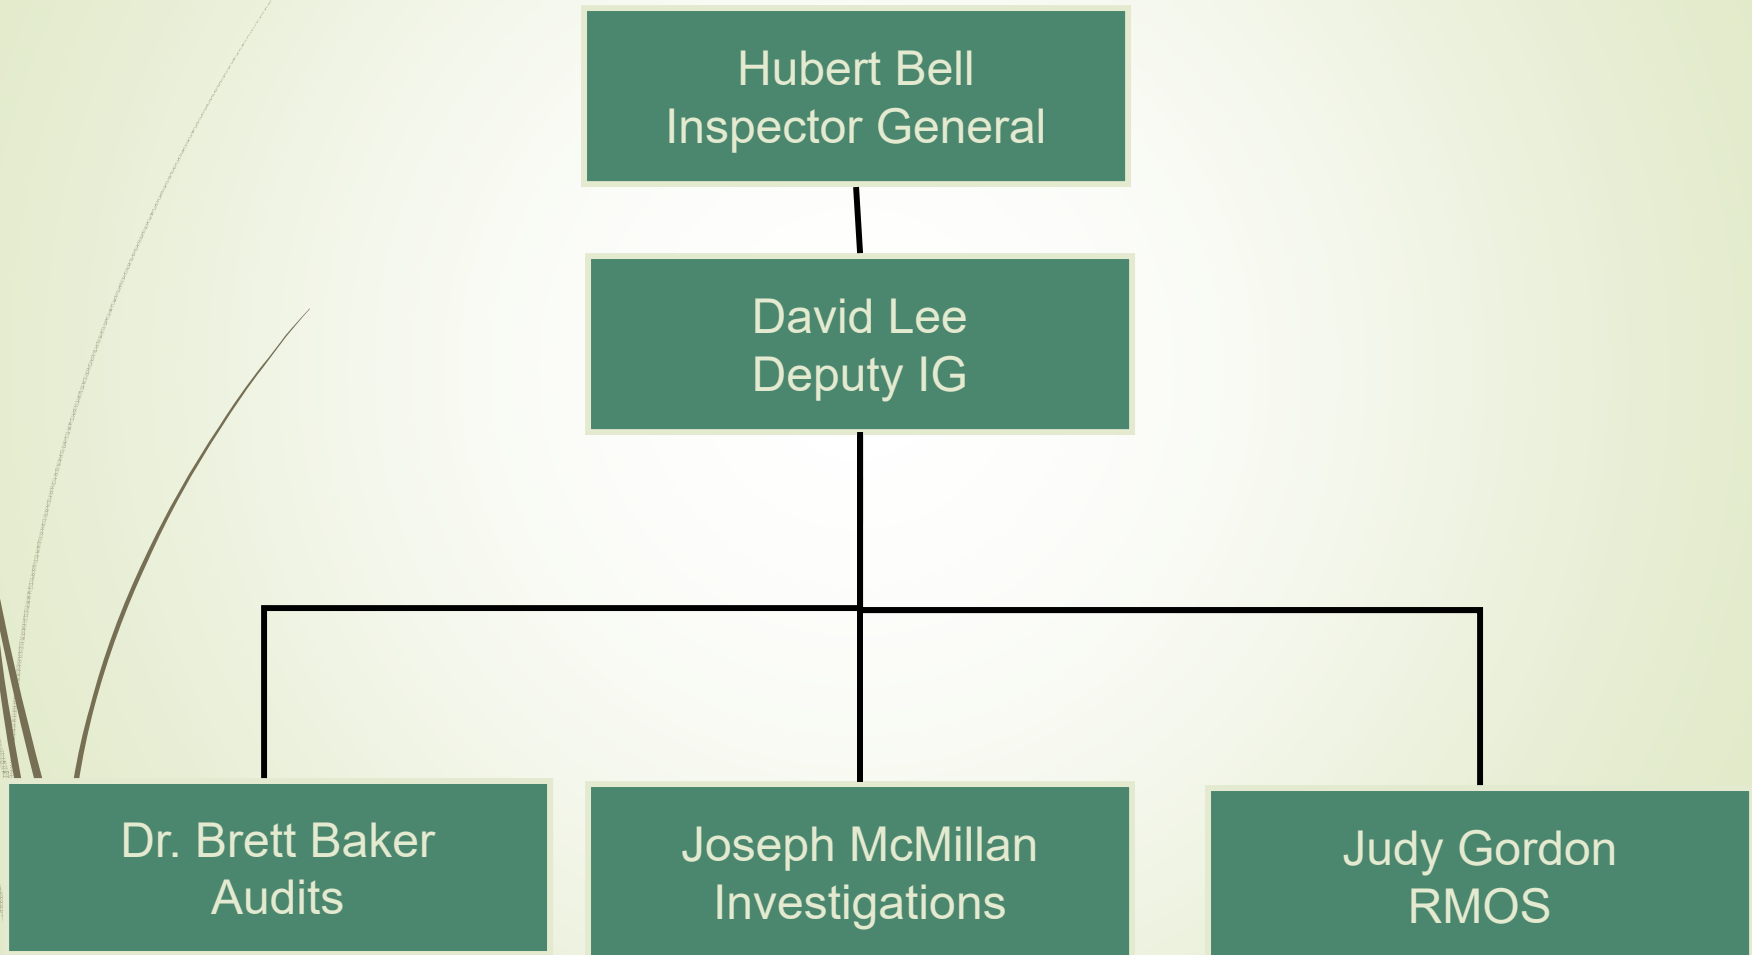 Hubert Bell
Inspector General
David Lee
Deputy IG
Dr. Brett Baker
Audits
Joseph McMillan
Investigations
Judy Gordon
RMOS